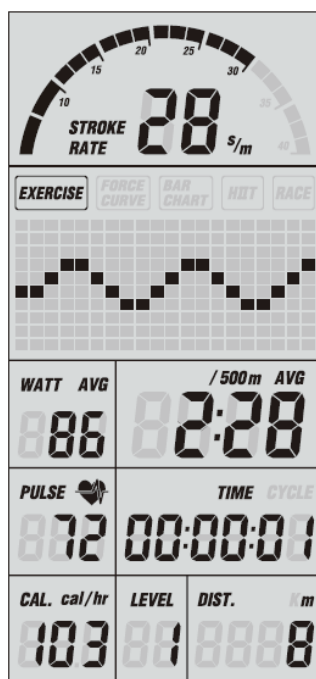 10 15 20 25 30 35 40
STROKE RATE 28 s/m
EXERCISE FORCE CURVE BAR CHART HIIT RACE
WATT AVG /500m AVG
86 2:28
PULSE TIME CYCLE
72 00:00:01
CAL. cal/hr LEVEL DIST. Km
103 1 8